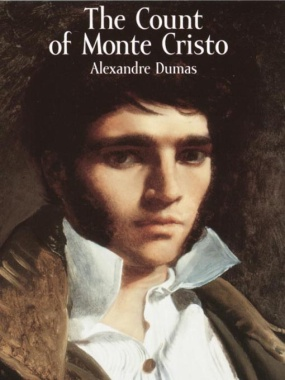 The Count
of Monte Cristo
Alexandre Dumas